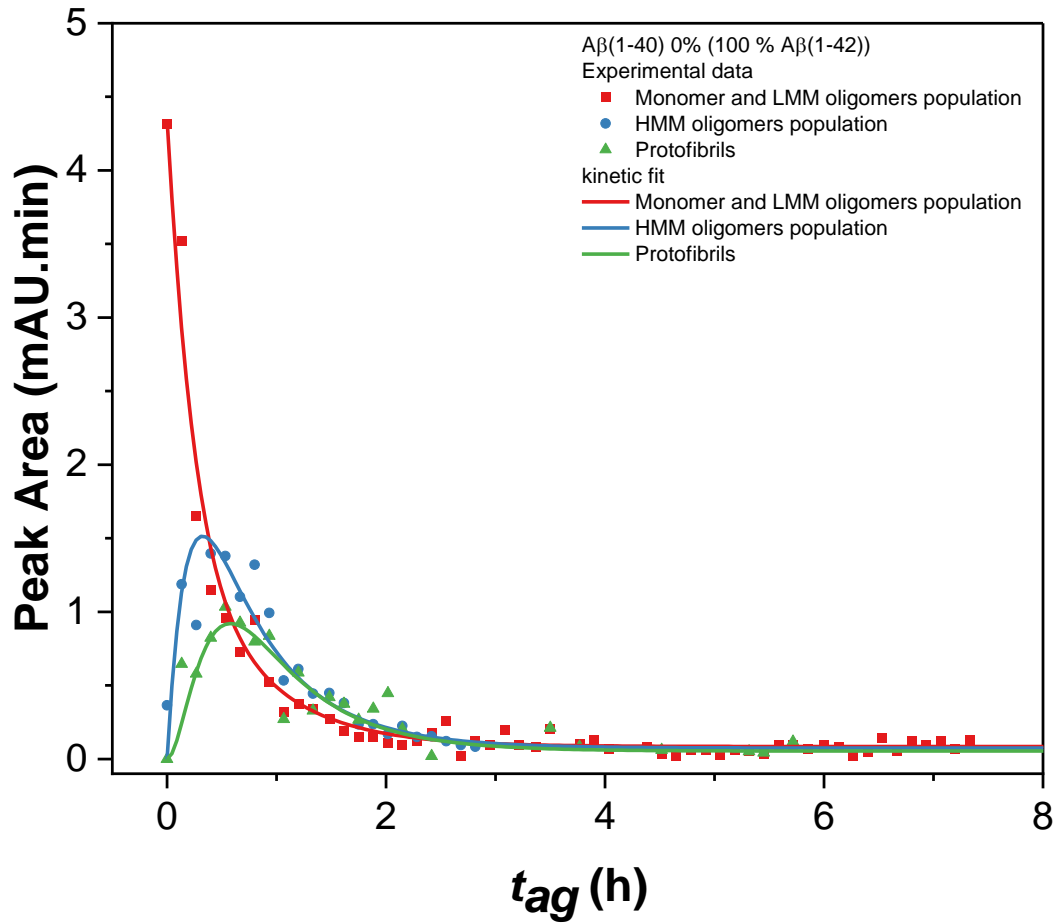 5
4
3
2
1
0
Peak Area (mAU.min)
Aβ(1-40) 0% (100 % Aβ(1-42))
Experimental data
Monomer and LMM oligomers population
HMM oligomers population
Protofibrils
kinetic fit
Monomer and LMM oligomers population
HMM oligomers population
Protofibrils
0 2 4 6 8
tag (h)